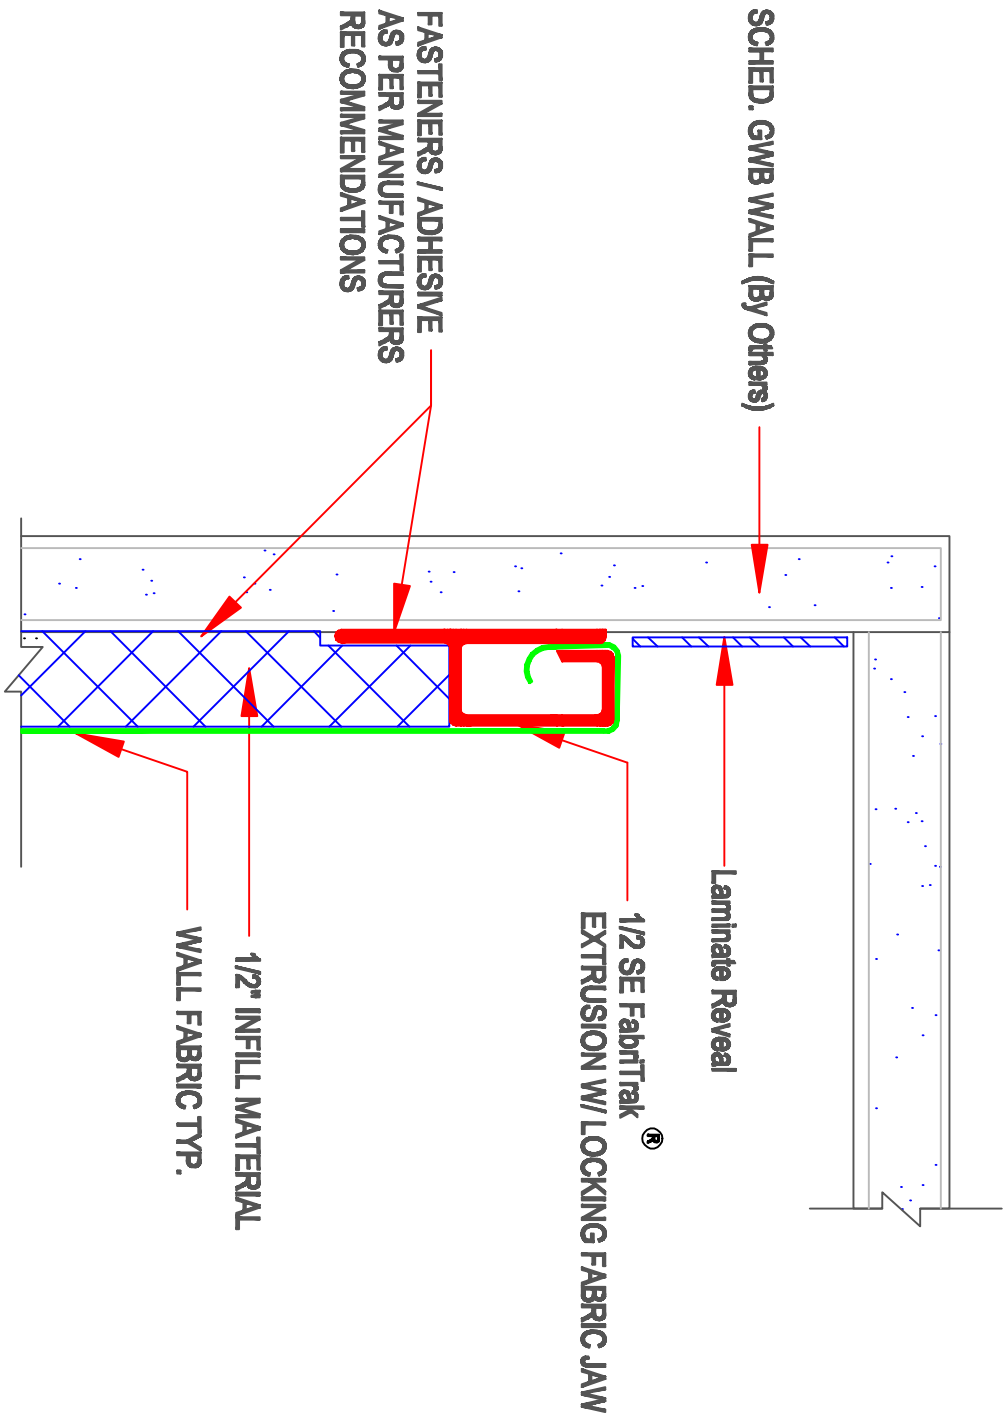 SCHED. GWB WALL (By Others)
FASTENERS / ADHESIVE
AS PER MANUFACTURERS
RECOMMENDATIONS
Laminate Reveal
1/2 SE FabriTrak ®
EXTRUSION W/ LOCKING FABRIC JAW
1/2" INFILL MATERIAL
WALL FABRIC TYP.